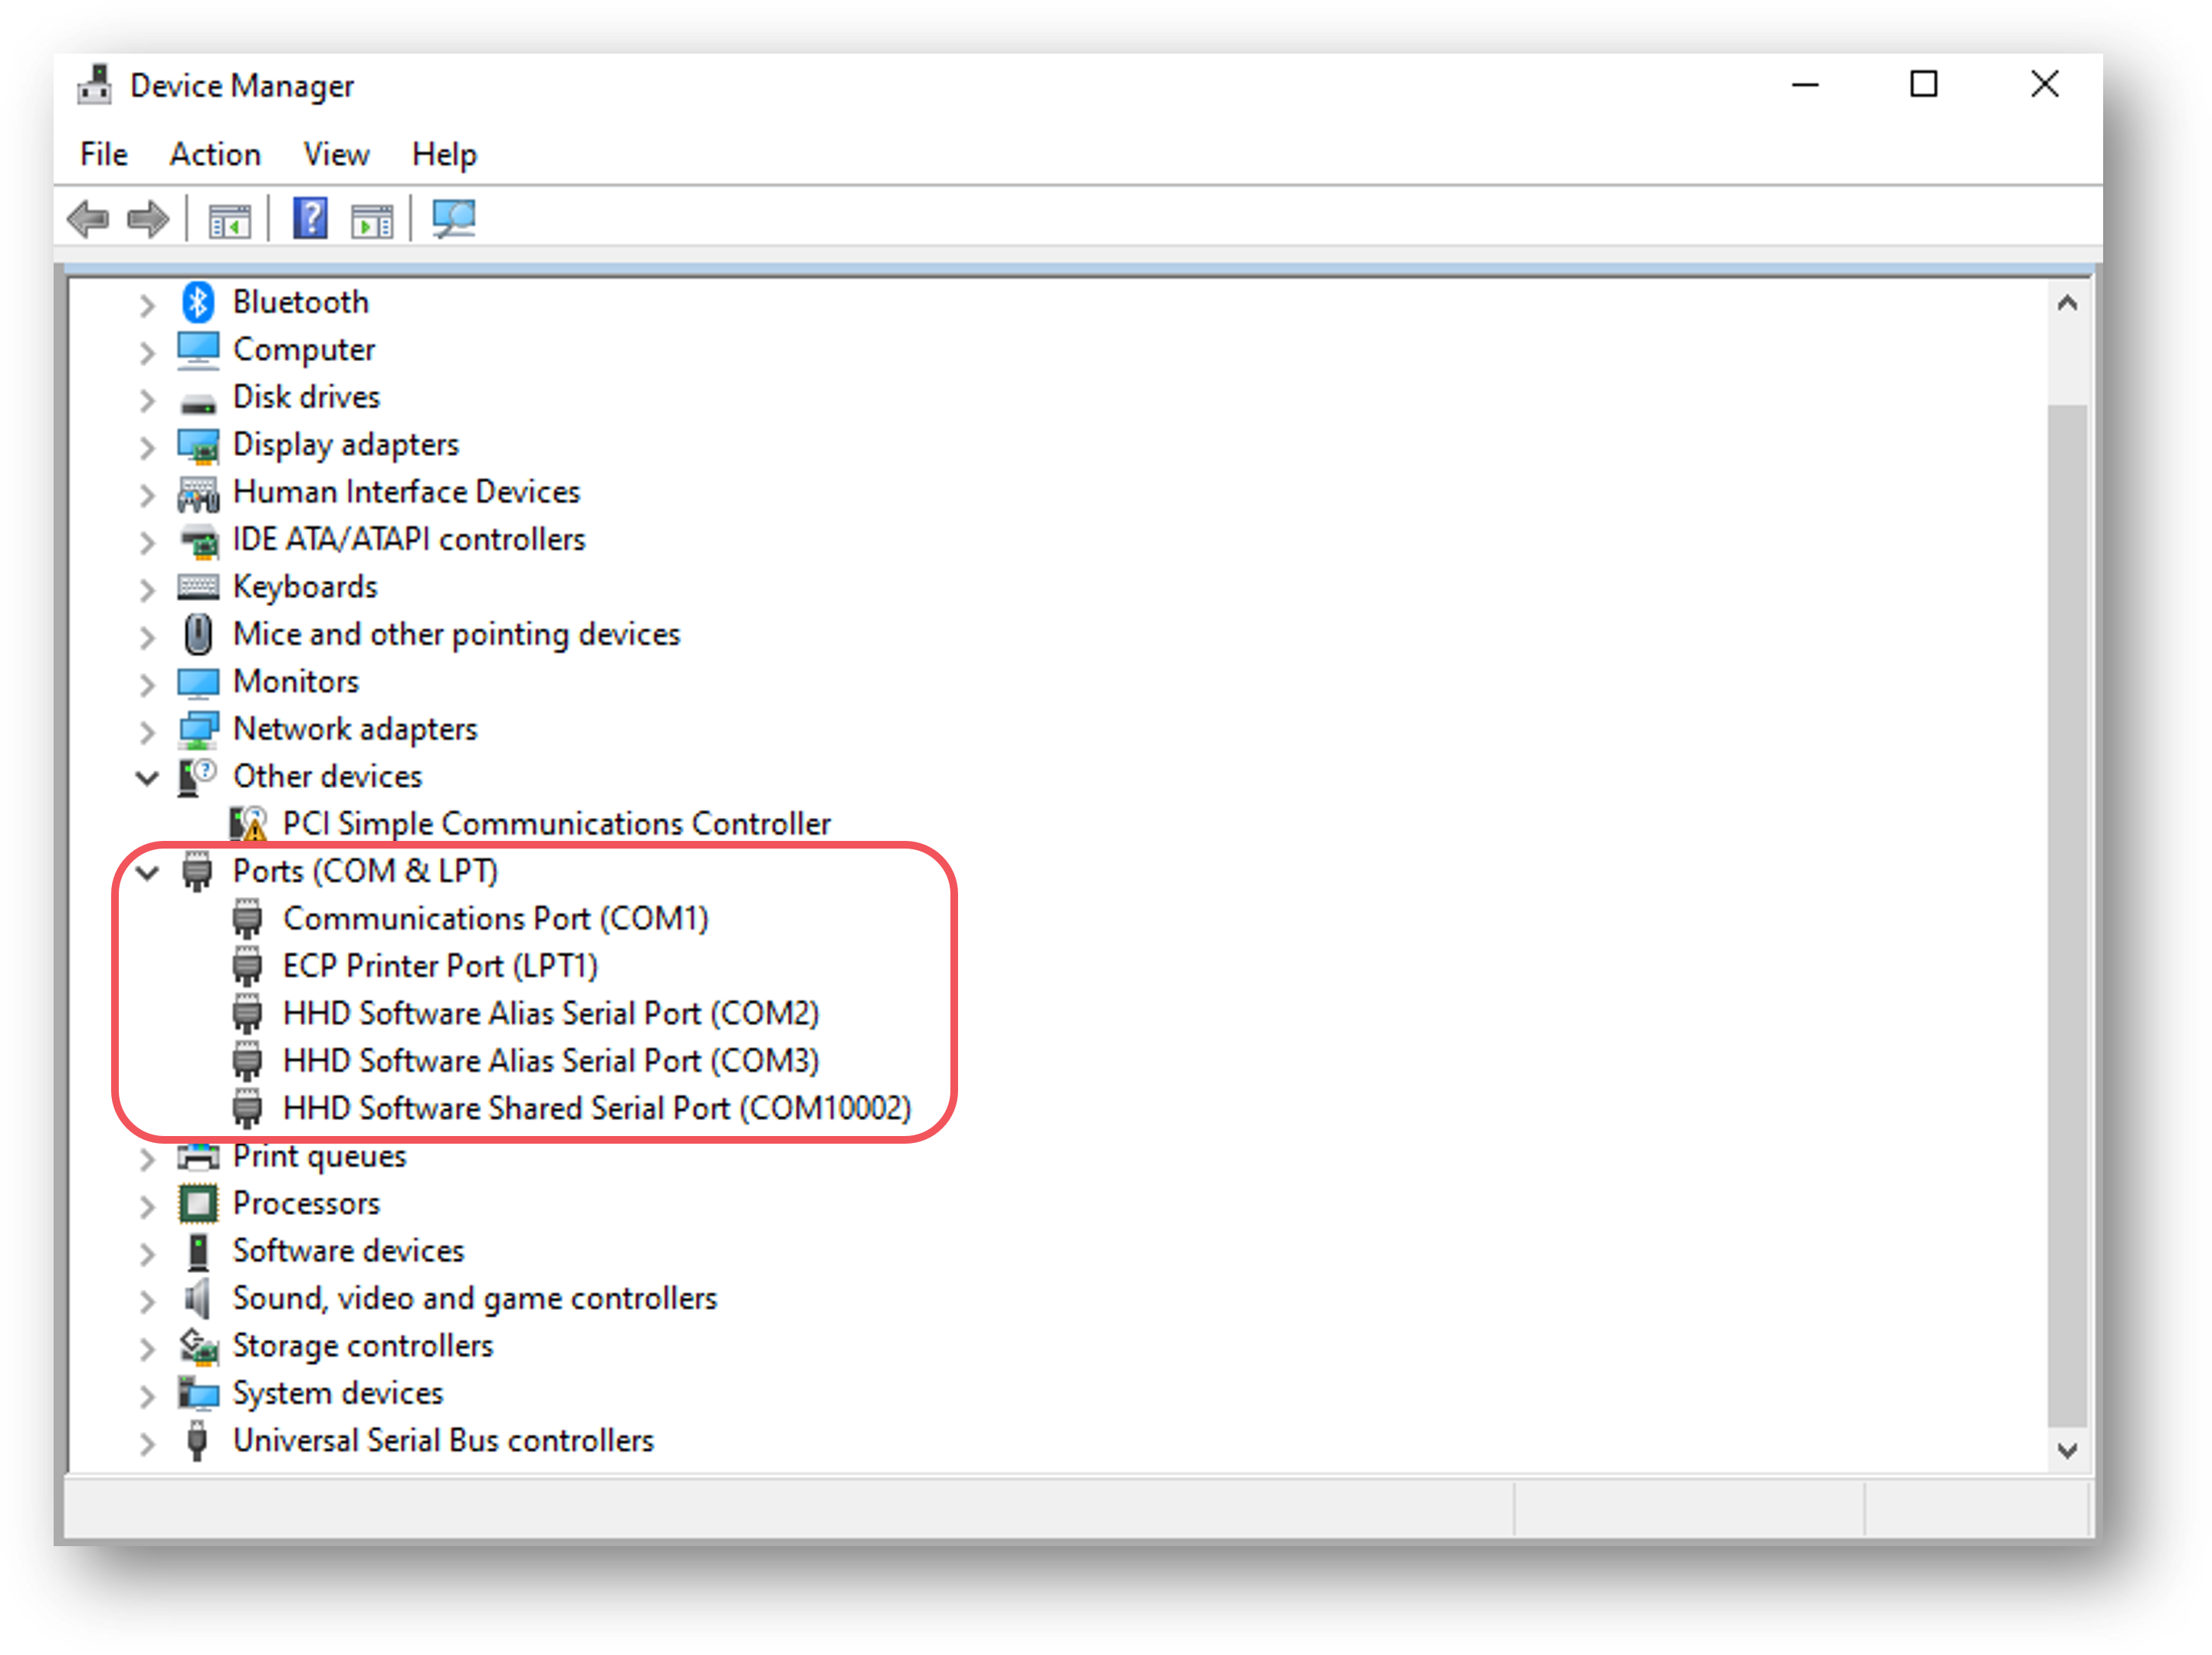 Device Manager
File Action View Help
Bluetooth
Computer
Disk drives
Display adapters
Human Interface Devices
IDE ATA/ATAPI controllers
Keyboards
Mice and other pointing devices
Monitors
Network adapters
Other devices
PCI Simple Communications Controller
Ports (COM & LPT)
Communications Port (COM1)
ECP Printer Port (LPT1)
HHD Software Alias Serial Port (COM2)
HHD Software Alias Serial Port (COM3)
HHD Software Shared Serial Port (COM10002)
Print queues
Processors
Software devices
Sound, video and game controllers
Storage controllers
System devices
Universal Serial Bus controllers